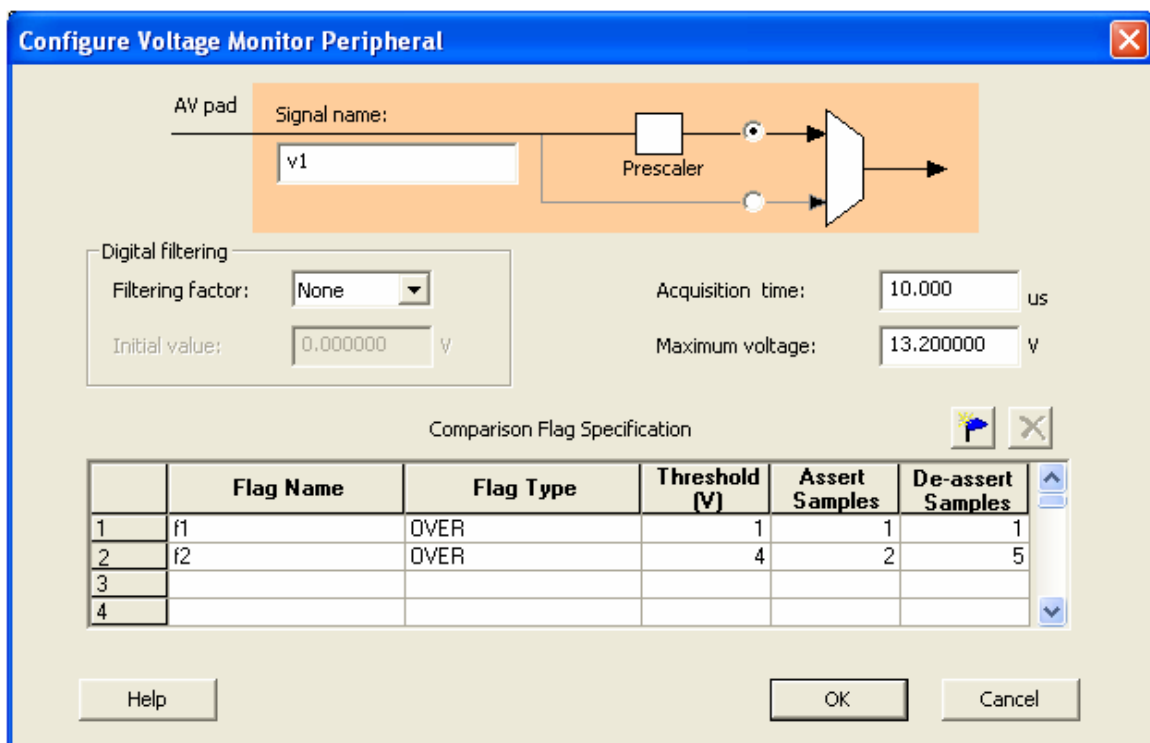 Configure Voltage Monitor Peripheral
AV pad
Signal name:
v1
Prescaler
Digital filtering
Filtering factor: None
Initial value: 0.000000 V
Acquisition time: 10.000 us
Maximum voltage: 13.200000 V
Comparison Flag Specification
Flag Name Flag Type Threshold (V) Assert Samples De-assert Samples
1 f1 OVER 1 1 1
2 f2 OVER 4 2 5
3
4
Help OK Cancel